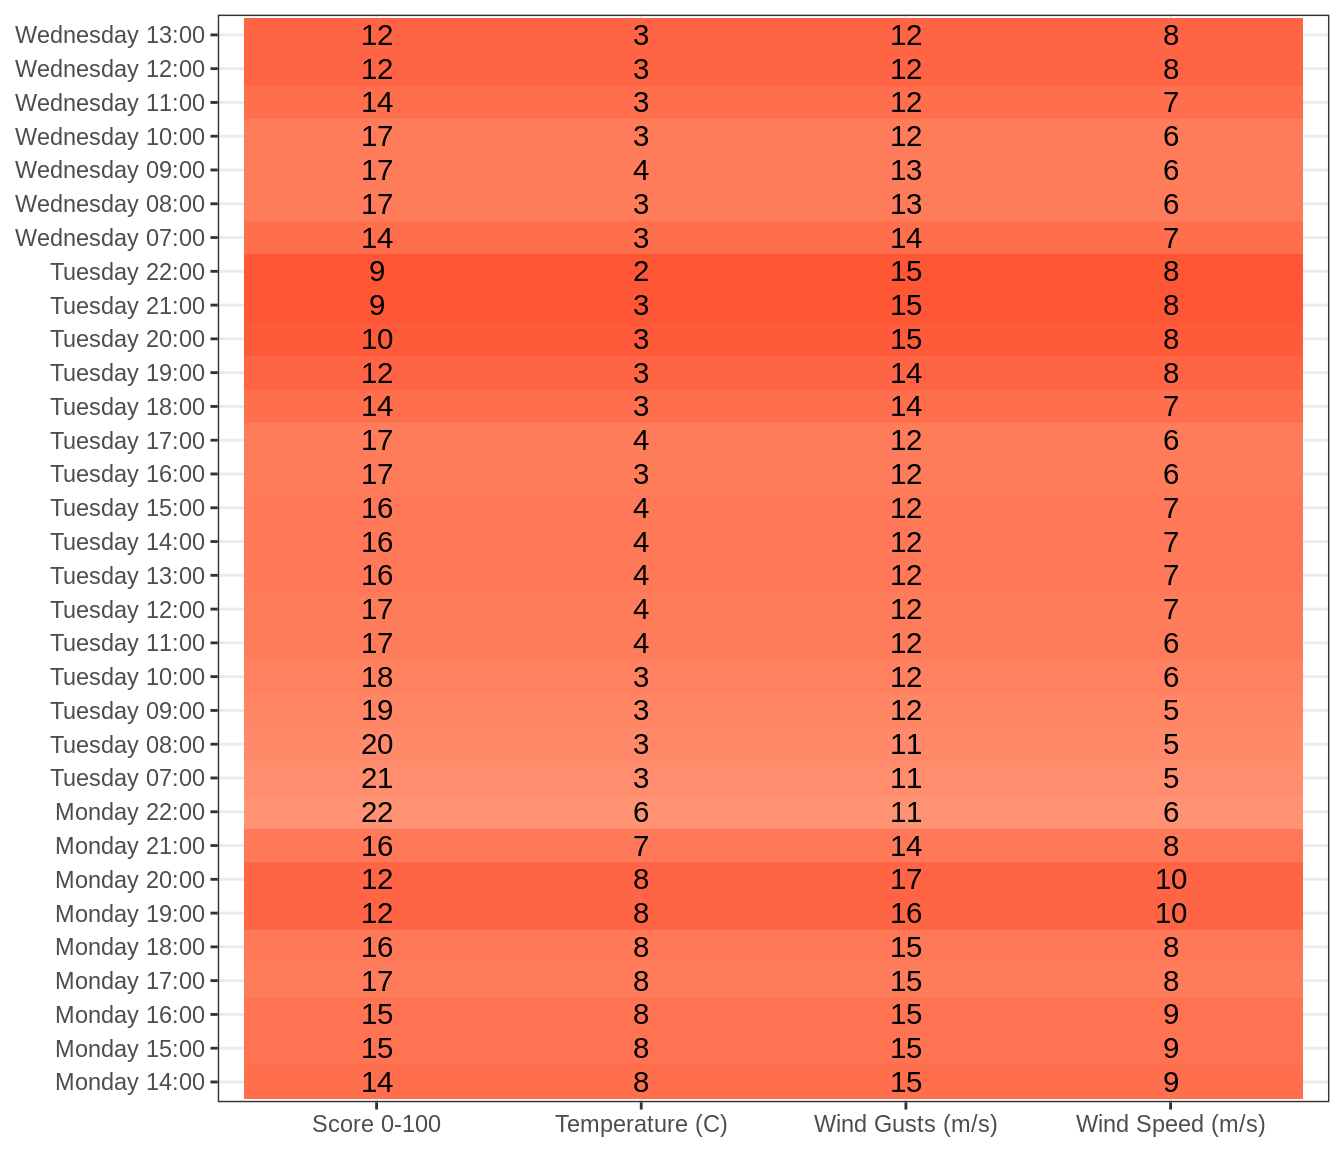 Wednesday 13:00 12 3 12 8
Wednesday 12:00 12 3 12 8
Wednesday 11:00 14 3 12 7
Wednesday 10:00 17 3 12 6
Wednesday 09:00 17 4 13 6
Wednesday 08:00 17 3 13 6
Wednesday 07:00 14 3 14 7
Tuesday 22:00 9 2 15 8
Tuesday 21:00 9 3 15 8
Tuesday 20:00 10 3 15 8
Tuesday 19:00 12 3 14 8
Tuesday 18:00 14 3 14 7
Tuesday 17:00 17 4 12 6
Tuesday 16:00 17 3 12 6
Tuesday 15:00 16 4 12 7
Tuesday 14:00 16 4 12 7
Tuesday 13:00 16 4 12 7
Tuesday 12:00 17 4 12 7
Tuesday 11:00 17 4 12 6
Tuesday 10:00 18 3 12 6
Tuesday 09:00 19 3 12 5
Tuesday 08:00 20 3 11 5
Tuesday 07:00 21 3 11 5
Monday 22:00 22 6 11 6
Monday 21:00 16 7 14 8
Monday 20:00 12 8 17 10
Monday 19:00 12 8 16 10
Monday 18:00 16 8 15 8
Monday 17:00 17 8 15 8
Monday 16:00 15 8 15 9
Monday 15:00 15 8 15 9
Monday 14:00 14 8 15 9
Score 0-100 Temperature (C) Wind Gusts (m/s) Wind Speed (m/s)